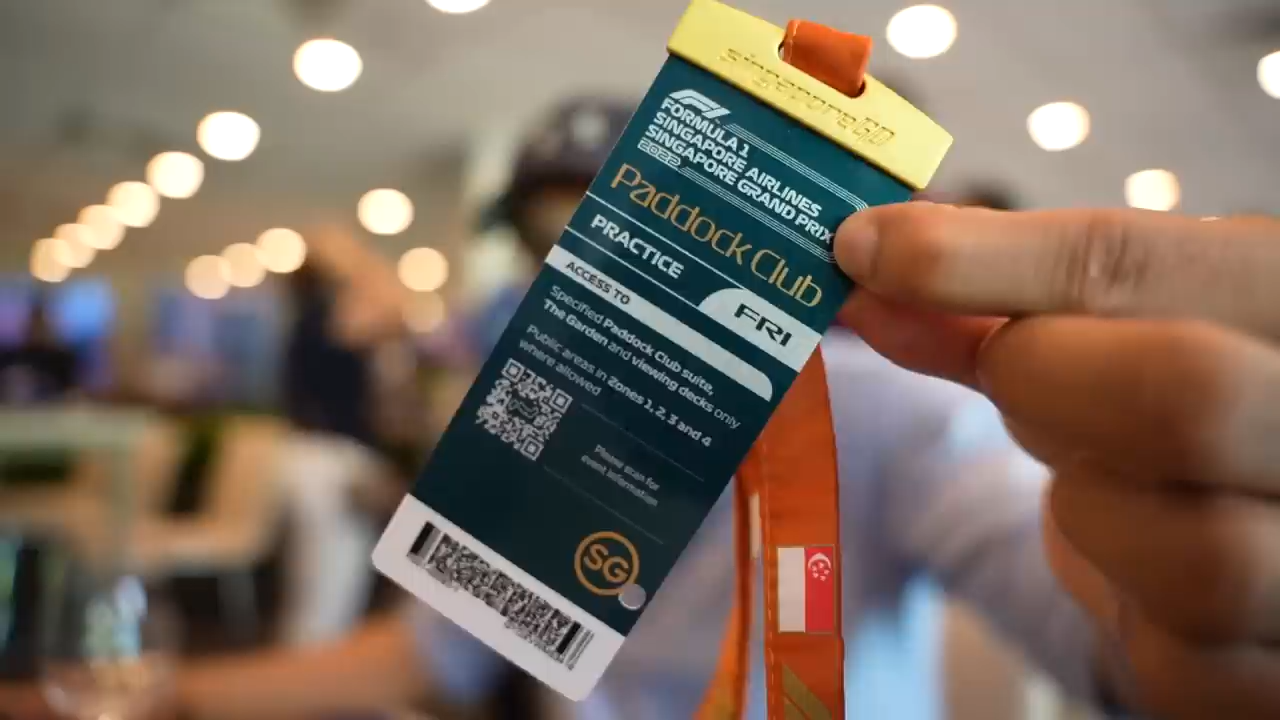 singaporeGP
F1
FORMULA 1
SINGAPORE AIRLINES
SINGAPORE GRAND PRIX
2022
Paddock Club
PRACTICE
FRI
ACCESS TO
Specified Paddock Club suite,
The Garden and viewing decks only
Public areas in Zones 1, 2, 3 and 4
where allowed
Please scan for
event information
SG